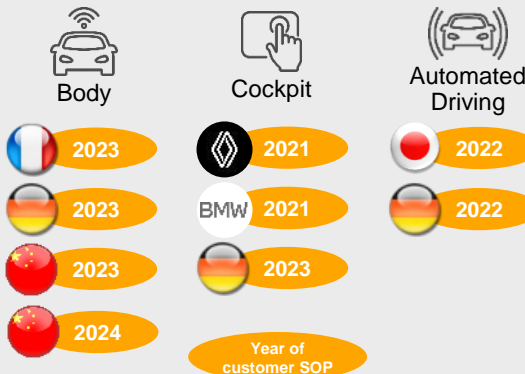 Body
Cockpit
Automated
Driving
2023
2021
2022
2023
BMW
2021
2022
2023
2023
2024
Year of
customer SOP